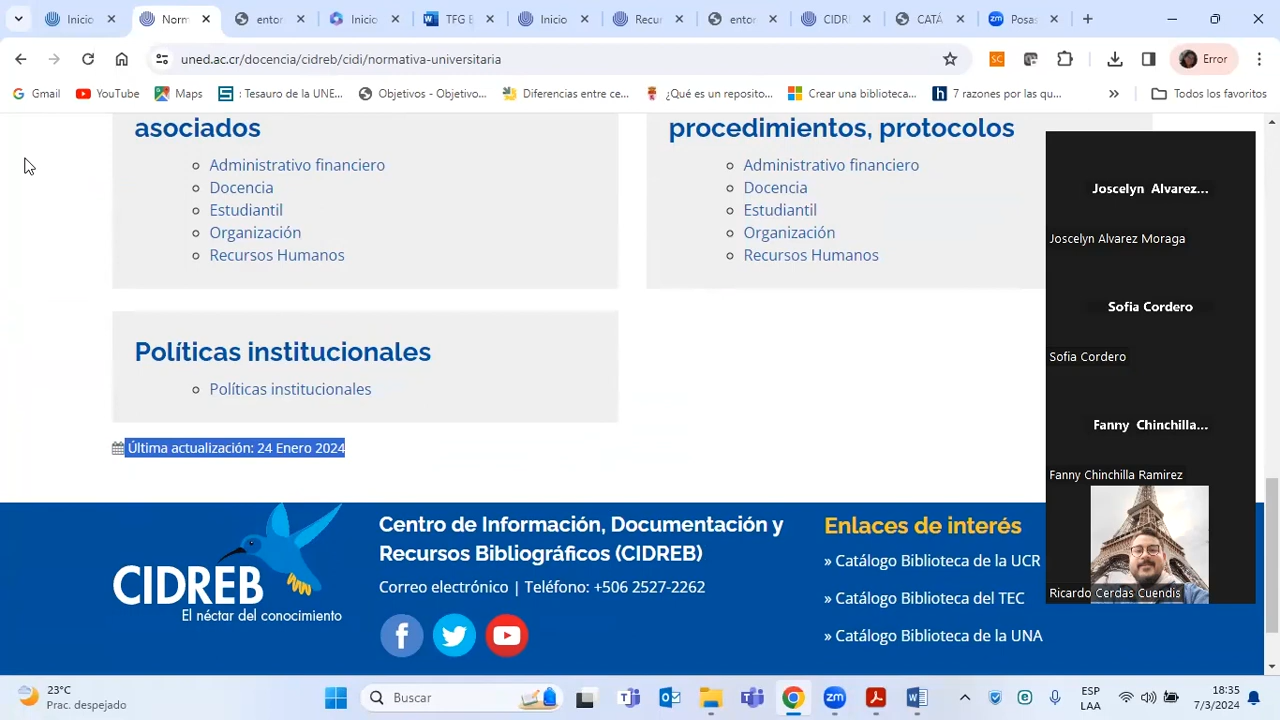 Inicio
Norm
entor
Inicio
TFG E
Inicio
Recur
entor
CIDRI
CATÁ
Posas
uned.ac.cr/docencia/cidreb/cidi/normativa-universitaria
Error
Gmail
YouTube
Maps
: Tesauro de la UNE...
Objetivos - Objetivo...
Diferencias entre ce...
¿Qué es un reposito...
Crear una biblioteca...
7 razones por las qu...
Todos los favoritos
asociados
Administrativo financiero
Docencia
Estudiantil
Organización
Recursos Humanos
procedimientos, protocolos
Administrativo financiero
Docencia
Estudiantil
Organización
Recursos Humanos
Políticas institucionales
Políticas institucionales
Última actualización: 24 Enero 2024
CIDREB
El néctar del conocimiento
Centro de Información, Documentación y
Recursos Bibliográficos (CIDREB)
Correo electrónico | Teléfono: +506 2527-2262
Enlaces de interés
» Catálogo Biblioteca de la UCR
» Catálogo Biblioteca del TEC
» Catálogo Biblioteca de la UNA
Joscelyn Alvarez...
Joscelyn Alvarez Moraga
Sofia Cordero
Sofia Cordero
Fanny Chinchilla...
Fanny Chinchilla Ramirez
Ricardo Cerdas Cuendis
23°C
Prac. despejado
Buscar
ESP
LAA
18:35
7/3/2024